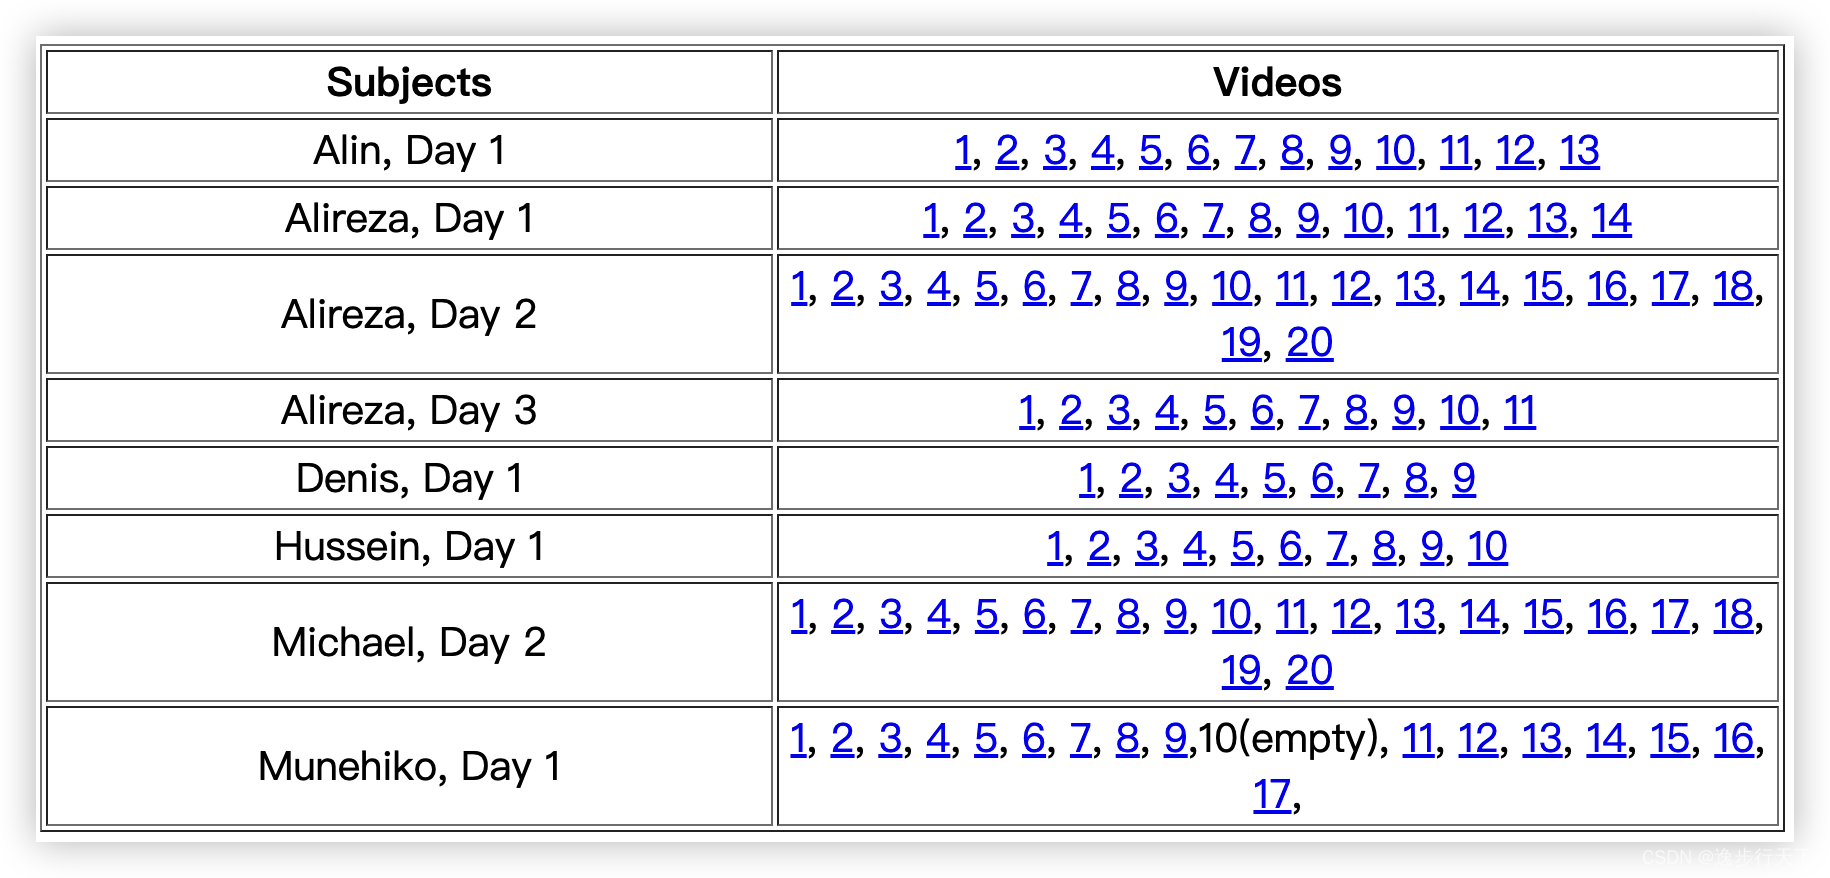 Subjects Videos
Alin, Day 1 1, 2, 3, 4, 5, 6, 7, 8, 9, 10, 11, 12, 13
Alireza, Day 1 1, 2, 3, 4, 5, 6, 7, 8, 9, 10, 11, 12, 13, 14
Alireza, Day 2 1, 2, 3, 4, 5, 6, 7, 8, 9, 10, 11, 12, 13, 14, 15, 16, 17, 18,
19, 20
Alireza, Day 3 1, 2, 3, 4, 5, 6, 7, 8, 9, 10, 11
Denis, Day 1 1, 2, 3, 4, 5, 6, 7, 8, 9
Hussein, Day 1 1, 2, 3, 4, 5, 6, 7, 8, 9, 10
Michael, Day 2 1, 2, 3, 4, 5, 6, 7, 8, 9, 10, 11, 12, 13, 14, 15, 16, 17, 18,
19, 20
Munehiko, Day 1 1, 2, 3, 4, 5, 6, 7, 8, 9,10(empty), 11, 12, 13, 14, 15, 16,
17,
CSDN